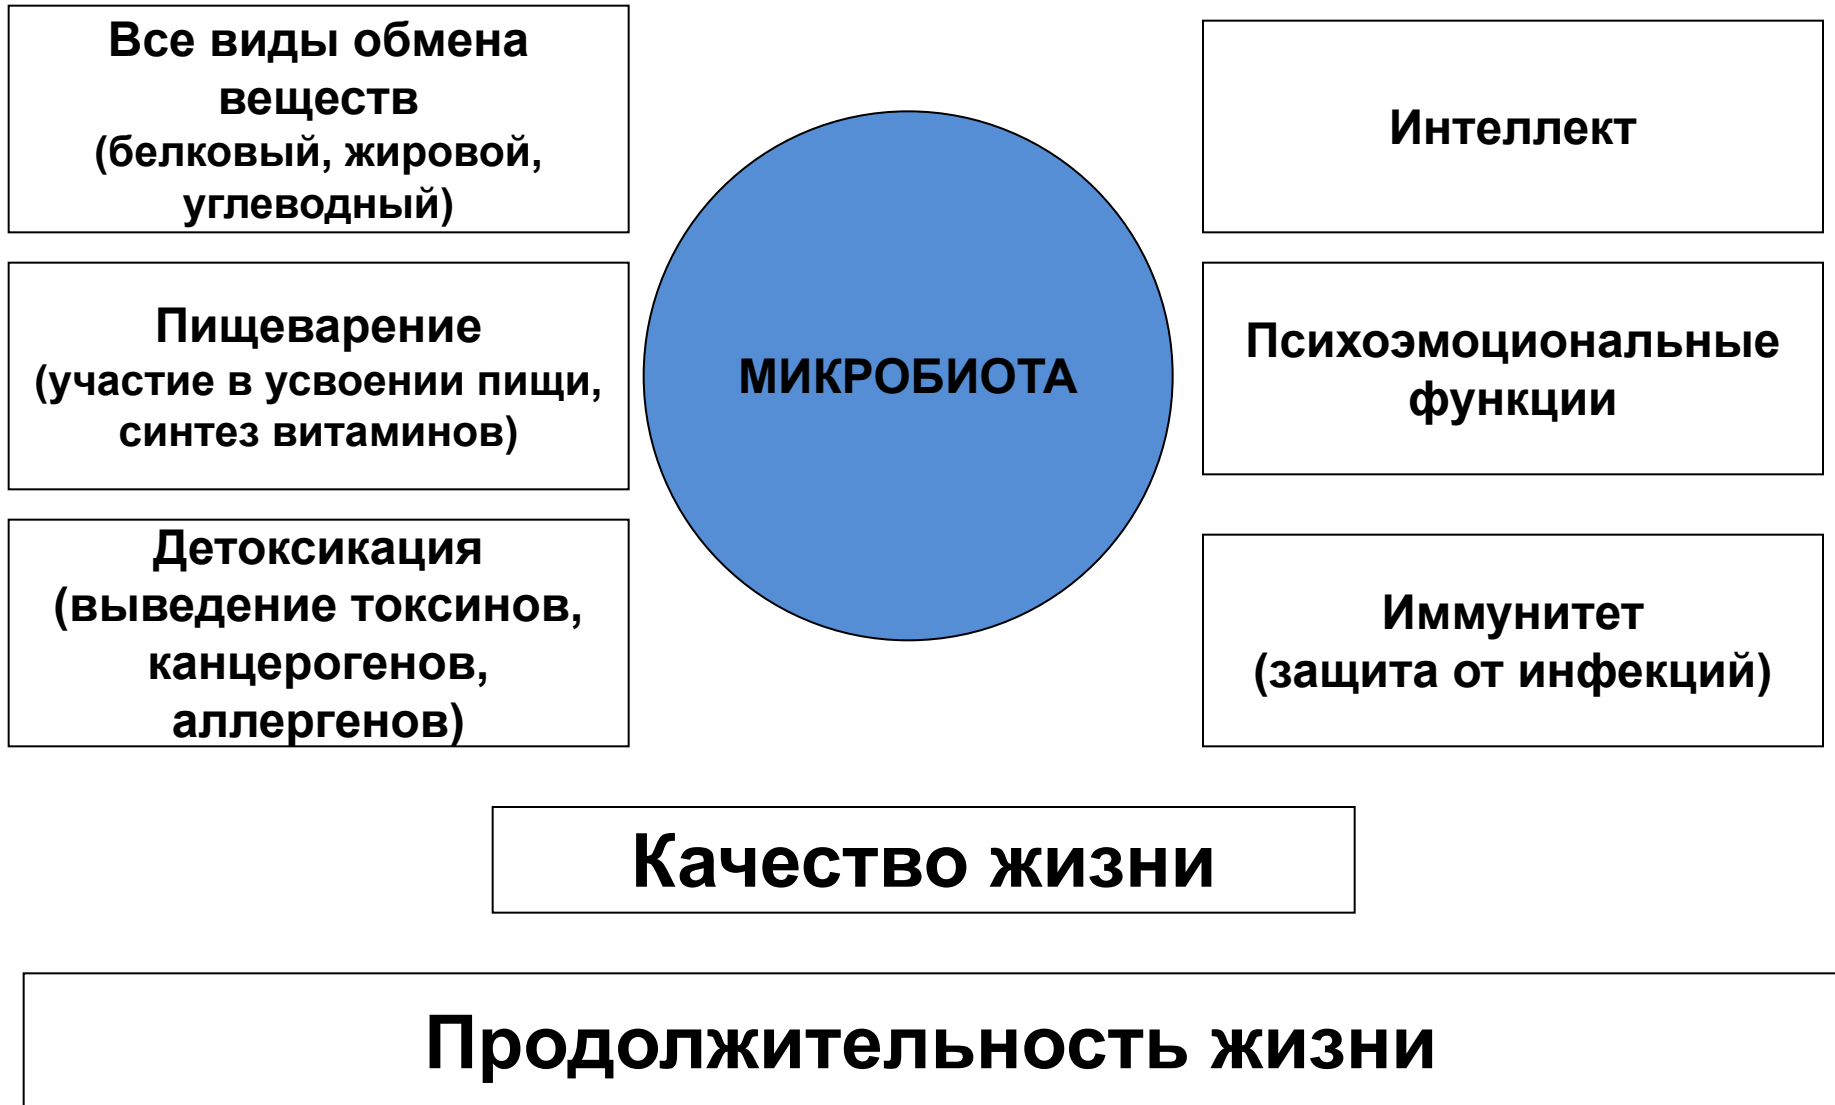 Все виды обмена
веществ
(белковый, жировой,
углеводный)
Пищеварение
(участие в усвоении пищи,
синтез витаминов)
Детоксикация
(выведение токсинов,
канцерогенов,
аллергенов)
МИКРОБИОТА
Интеллект
Психоэмоциональные
функции
Иммунитет
(защита от инфекций)
Качество жизни
Продолжительность жизни